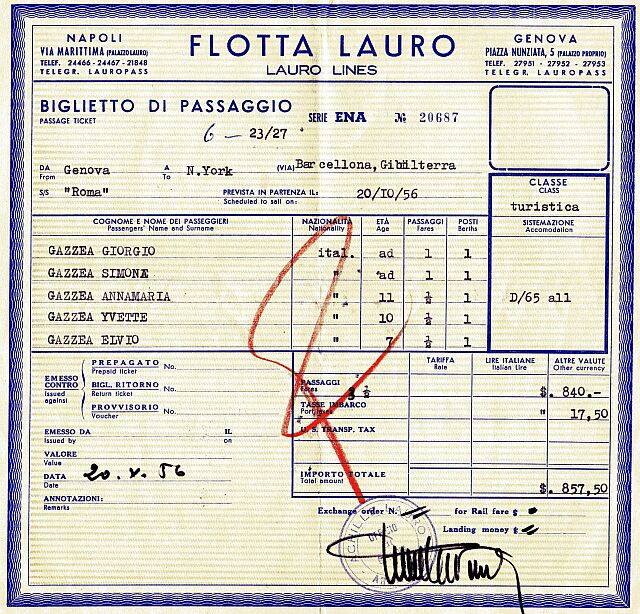 NAPOLI
VIA MARITTIMA (PALAZZO LAURO)
TELEF. 24466 - 24467 - 21848
TELEGR. LAUROPASS
FLOTTA LAURO
LAURO LINES
GENOVA
PIAZZA NUNZIATA, 5 (PALAZZO PROPRIO)
TELEF. 27951 - 27952 - 27953
TELEGR. LAUROPASS
BIGLIETTO DI PASSAGGIO
PASSAGE TICKET
SERIE ENA № 20687
6 — 23/27
DA From Genova A To N.York (VIA) Barcellona, Gibilterra
S/S "Roma" PREVISTA IN PARTENZA IL: Scheduled to sail on: 20/IO/56
CLASSE
CLASS
turistica
SISTEMAZIONE
Accomodation
D/65 all
COGNOME E NOME DEI PASSEGGIERI NAZIONALITÀ ETÀ PASSAGGI POSTI
Passengers' Name and Surname Nationality Age Fares Berths
GAZZEA GIORGIO ital. ad 1 1
GAZZEA SIMONE " ad 1 1
GAZZEA ANNAMARIA " 11 ½ 1
GAZZEA YVETTE " 10 ½ 1
GAZZEA ELVIO " 7 ½ 1
EMESSO CONTRO
Issued against
PREPAGATO No.
Prepaid ticket
BIGL. RITORNO No.
Return ticket
PROVVISORIO No.
Voucher
EMESSO DA IL
Issued by on
VALORE
Value
DATA 20. X. 56
Date
ANNOTAZIONI:
Remarks
TARIFFA LIRE ITALIANE ALTRE VALUTE
Rate Italian Lire Other currency
PASSAGGI 3 ½ $. 840.-
Fares
TASSE IMBARCO " 17,50
U. S. TRANSP. TAX
IMPORTO TOTALE
Total amount $. 857,50
Exchange order N. for Rail fare $
Landing money $